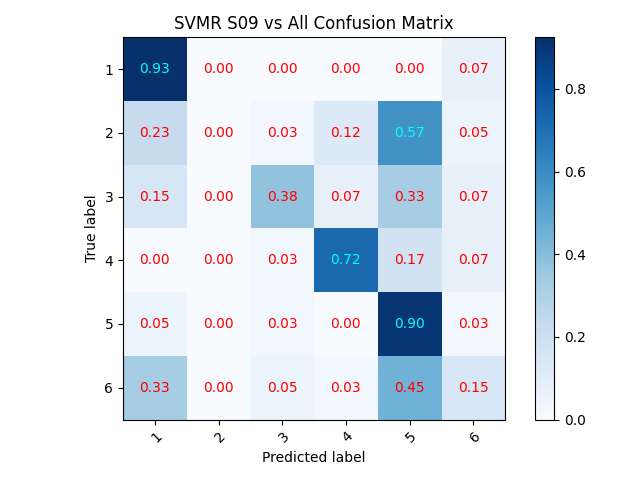 SVMR S09 vs All Confusion Matrix
True label
1 0.93 0.00 0.00 0.00 0.00 0.07
2 0.23 0.00 0.03 0.12 0.57 0.05
3 0.15 0.00 0.38 0.07 0.33 0.07
4 0.00 0.00 0.03 0.72 0.17 0.07
5 0.05 0.00 0.03 0.00 0.90 0.03
6 0.33 0.00 0.05 0.03 0.45 0.15
1 2 3 4 5 6
Predicted label
0.8
0.6
0.4
0.2
0.0